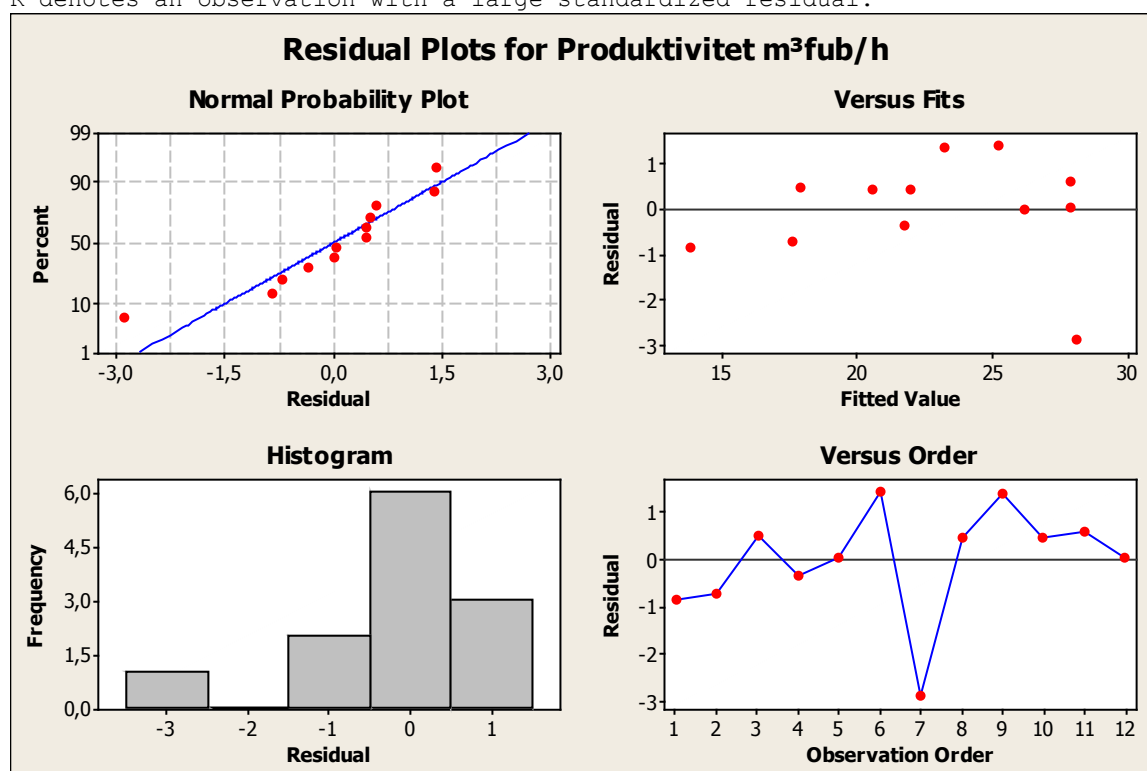 R denotes an observation with a large standardized residual.
Residual Plots for Produktivitet m³fub/h
Normal Probability Plot
99
90
50
10
1
Percent
-3,0 -1,5 0,0 1,5 3,0
Residual
Versus Fits
1
0
-1
-2
-3
Residual
15 20 25 30
Fitted Value
Histogram
6,0
4,5
3,0
1,5
0,0
Frequency
-3 -2 -1 0 1
Residual
Versus Order
1
0
-1
-2
-3
Residual
1 2 3 4 5 6 7 8 9 10 11 12
Observation Order